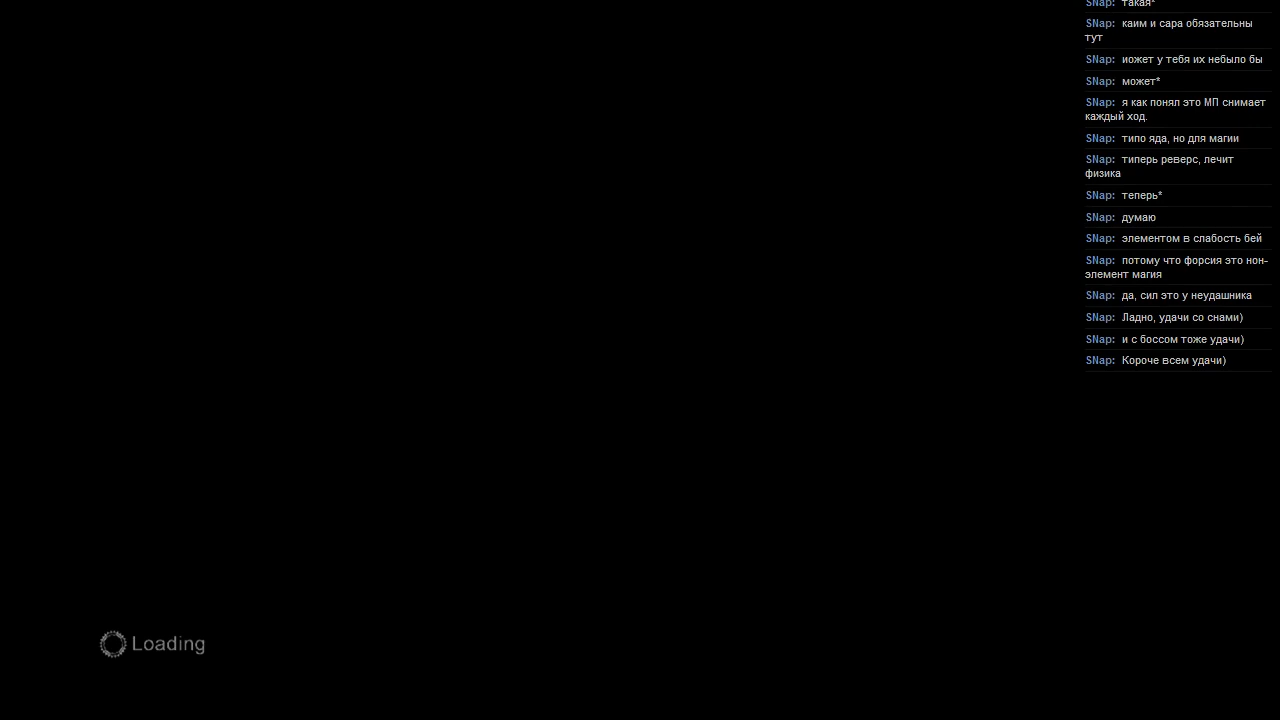 SNap: такая*
SNap: каим и сара обязательны
тут
SNap: иожет у тебя их небыло бы
SNap: может*
SNap: я как понял это МП снимает
каждый ход.
SNap: типо яда, но для магии
SNap: типерь реверс, лечит
физика
SNap: теперь*
SNap: думаю
SNap: элементом в слабость бей
SNap: потому что форсия это нон-
элемент магия
SNap: да, сил это у неудашника
SNap: Ладно, удачи со снами)
SNap: и с боссом тоже удачи)
SNap: Короче всем удачи)
Loading